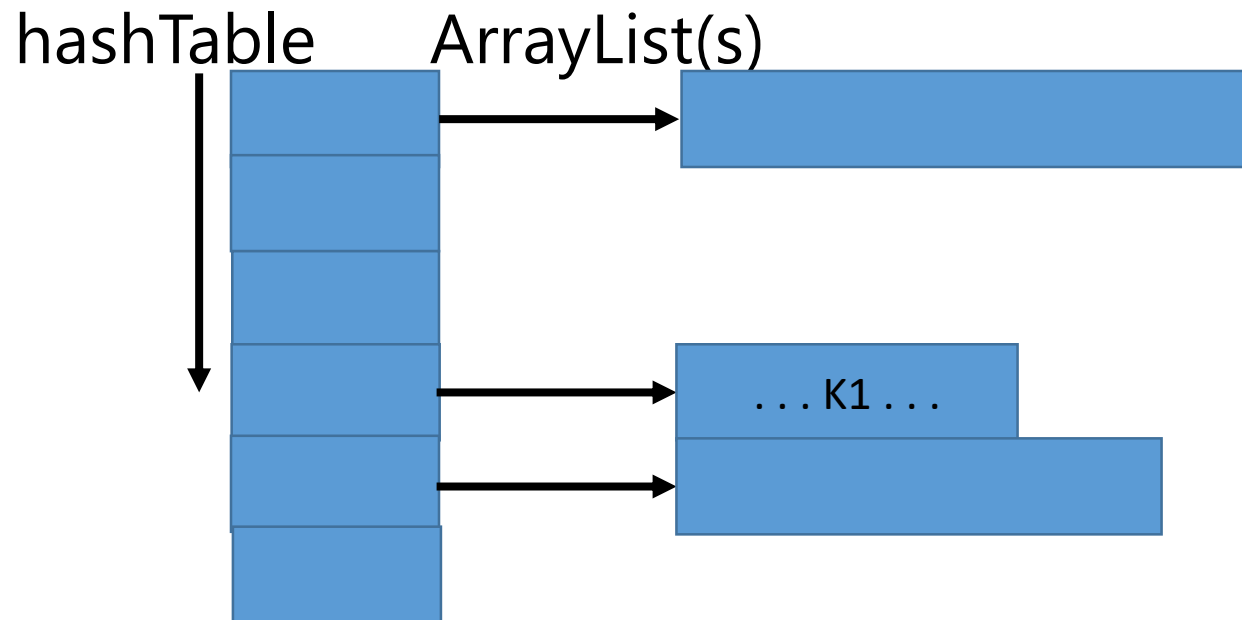 hashTable ArrayList(s)
. . . K1 . . .